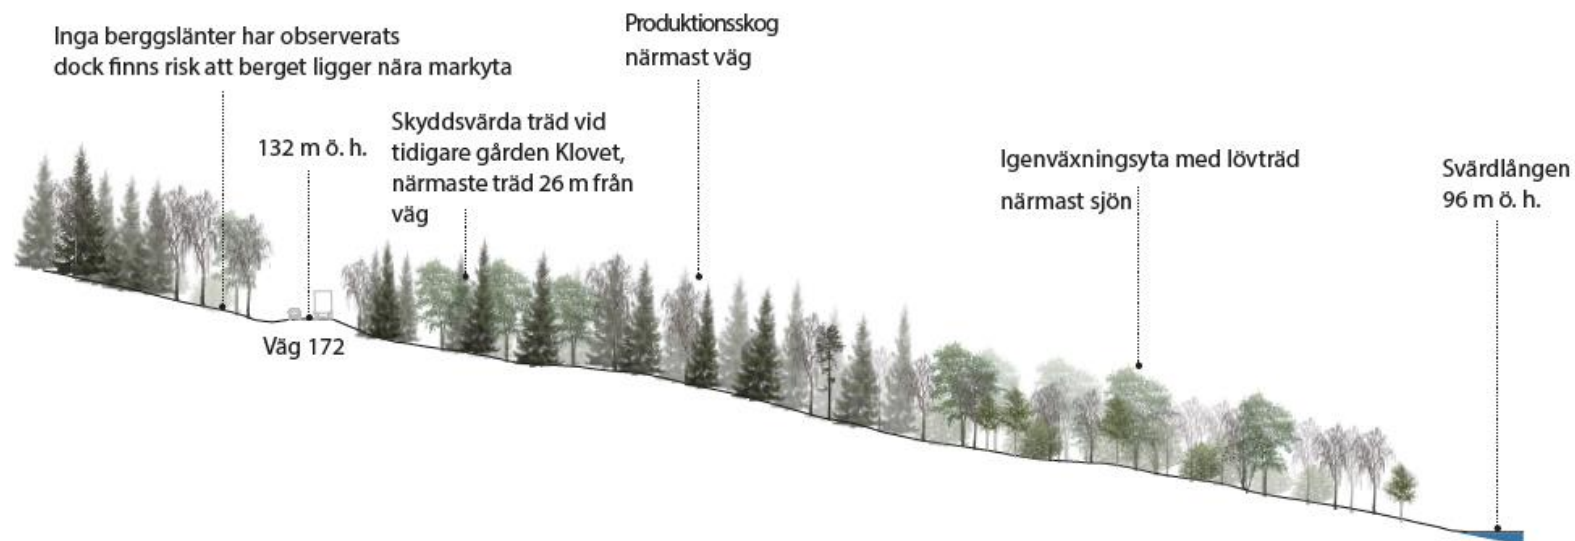 Inga berggslänter har observerats
dock finns risk att berget ligger nära markyta
132 m ö. h.
Väg 172
Skyddsvärda träd vid
tidigare gården Klovet,
närmaste träd 26 m från
väg
Produktionsskog
närmast väg
Igenväxningsyta med lövträd
närmast sjön
Svärdlången
96 m ö. h.